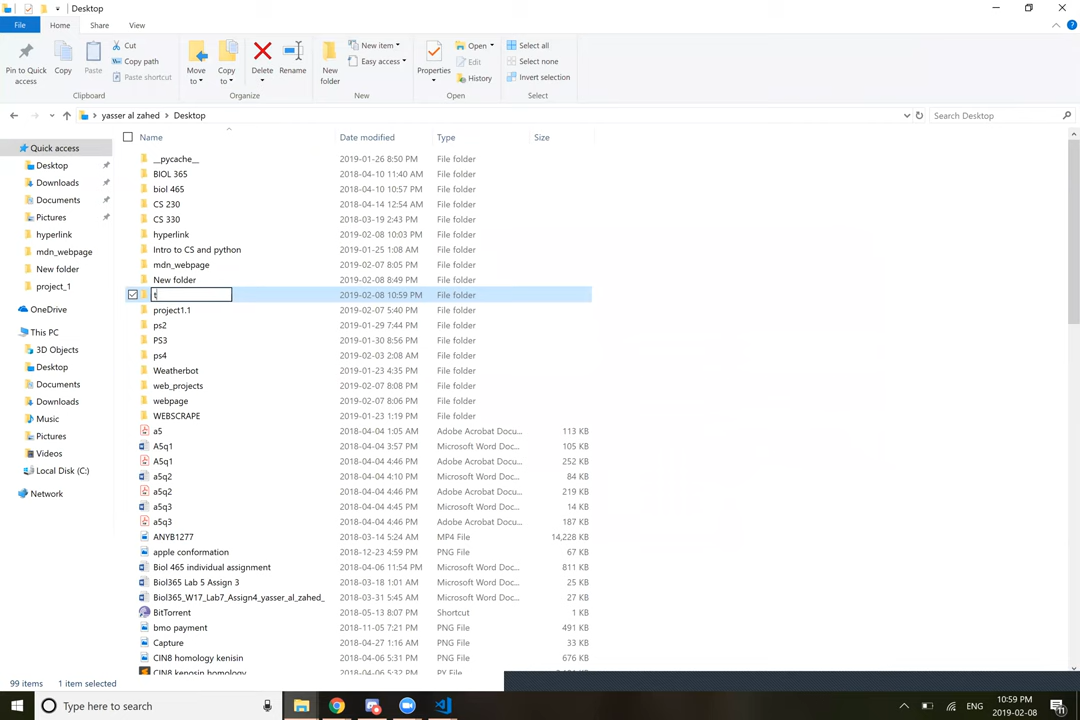 Desktop
File Home Share View
Pin to Quick access
Copy
Paste
Cut
Copy path
Paste shortcut
Clipboard
Move to
Copy to
Delete
Rename
Organize
New folder
New item
Easy access
New
Properties
Open
Edit
History
Open
Select all
Select none
Invert selection
Select
yasser al zahed Desktop
Search Desktop
Quick access
Desktop
Downloads
Documents
Pictures
hyperlink
mdn_webpage
New folder
project_1
OneDrive
This PC
3D Objects
Desktop
Documents
Downloads
Music
Pictures
Videos
Local Disk (C:)
Network
Name Date modified Type Size
__pycache__ 2019-01-26 8:50 PM File folder
BIOL 365 2018-04-10 11:40 AM File folder
biol 465 2018-04-10 10:57 PM File folder
CS 230 2018-04-14 12:54 AM File folder
CS 330 2018-03-19 2:43 PM File folder
hyperlink 2019-02-08 10:03 PM File folder
Intro to CS and python 2019-01-25 1:08 AM File folder
mdn_webpage 2019-02-07 8:05 PM File folder
New folder 2019-02-08 8:49 PM File folder
t 2019-02-08 10:59 PM File folder
project1.1 2019-02-07 5:40 PM File folder
ps2 2019-01-29 7:44 PM File folder
PS3 2019-01-30 8:56 PM File folder
ps4 2019-02-03 2:08 AM File folder
Weatherbot 2019-01-23 4:35 PM File folder
web_projects 2019-02-07 8:08 PM File folder
webpage 2019-02-07 8:06 PM File folder
WEBSCRAPE 2019-01-23 1:19 PM File folder
a5 2018-04-04 1:05 AM Adobe Acrobat Docu... 113 KB
A5q1 2018-04-04 3:57 PM Microsoft Word Doc... 105 KB
A5q1 2018-04-04 4:46 PM Adobe Acrobat Docu... 252 KB
a5q2 2018-04-04 4:10 PM Microsoft Word Doc... 84 KB
a5q2 2018-04-04 4:46 PM Adobe Acrobat Docu... 219 KB
a5q3 2018-04-04 4:45 PM Microsoft Word Doc... 14 KB
a5q3 2018-04-04 4:46 PM Adobe Acrobat Docu... 187 KB
ANYB1277 2018-03-14 5:24 AM MP4 File 14,228 KB
apple conformation 2018-12-23 4:59 PM PNG File 67 KB
Biol 465 individual assignment 2018-04-06 11:54 PM Microsoft Word Doc... 811 KB
Biol365 Lab 5 Assign 3 2018-03-18 1:01 AM Microsoft Word Doc... 25 KB
Biol365_W17_Lab7_Assign4_yasser_al_zahed_ 2018-03-31 5:45 AM Microsoft Word Doc... 27 KB
BitTorrent 2018-05-13 8:07 PM Shortcut 1 KB
bmo payment 2018-11-05 7:21 PM PNG File 491 KB
Capture 2018-04-27 1:16 AM PNG File 33 KB
CIN8 homology kenisin 2018-04-06 5:31 PM PNG File 676 KB
CIN8 kenosin homology 2018-04-06 5:32 PM PY File
99 items 1 item selected
Type here to search
ENG
10:59 PM
2019-02-08
11